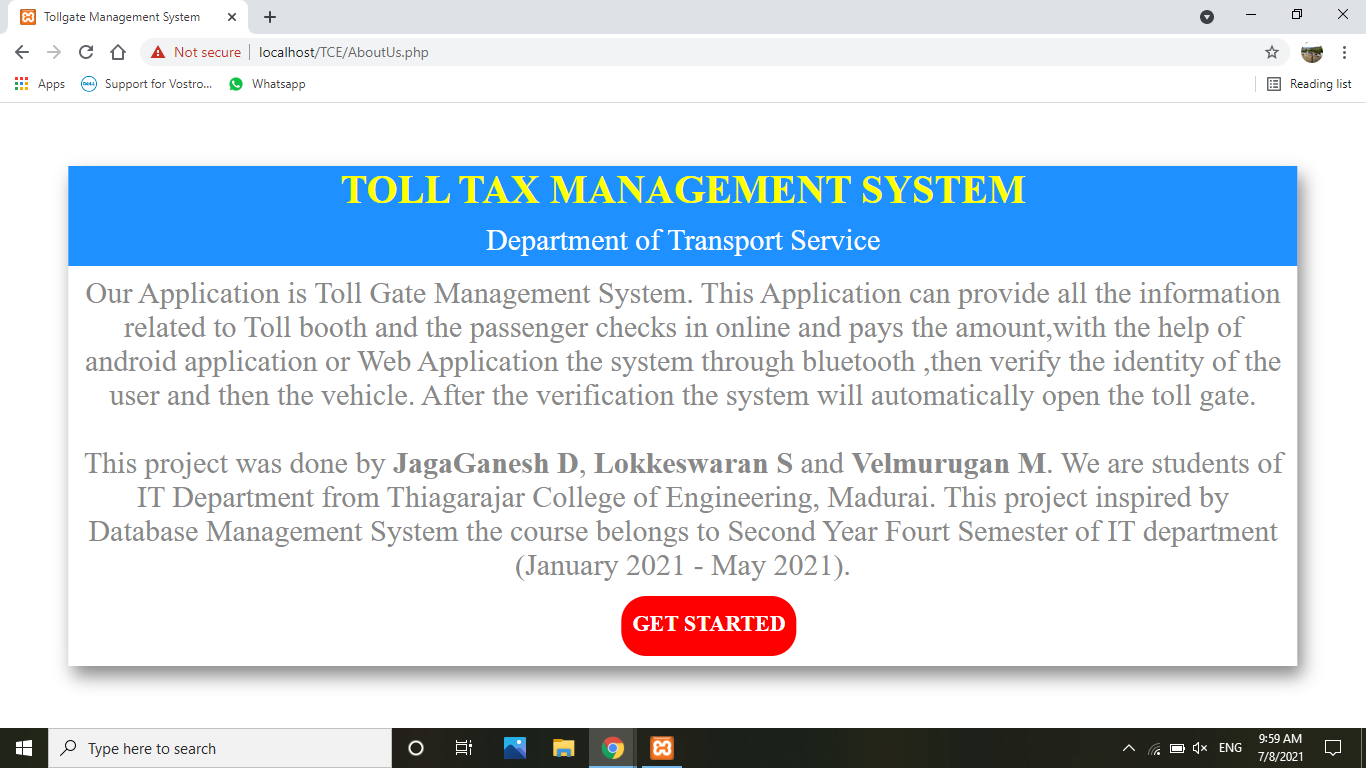 Tollgate Management System
Not secure
localhost/TCE/AboutUs.php
Apps
Support for Vostro...
Whatsapp
Reading list
TOLL TAX MANAGEMENT SYSTEM
Department of Transport Service
Our Application is Toll Gate Management System. This Application can provide all the information
related to Toll booth and the passenger checks in online and pays the amount,with the help of
android application or Web Application the system through bluetooth ,then verify the identity of the
user and then the vehicle. After the verification the system will automatically open the toll gate.
This project was done by JagaGanesh D, Lokkeswaran S and Velmurugan M. We are students of
IT Department from Thiagarajar College of Engineering, Madurai. This project inspired by
Database Management System the course belongs to Second Year Fourt Semester of IT department
(January 2021 - May 2021).
GET STARTED
Type here to search
ENG
9:59 AM
7/8/2021